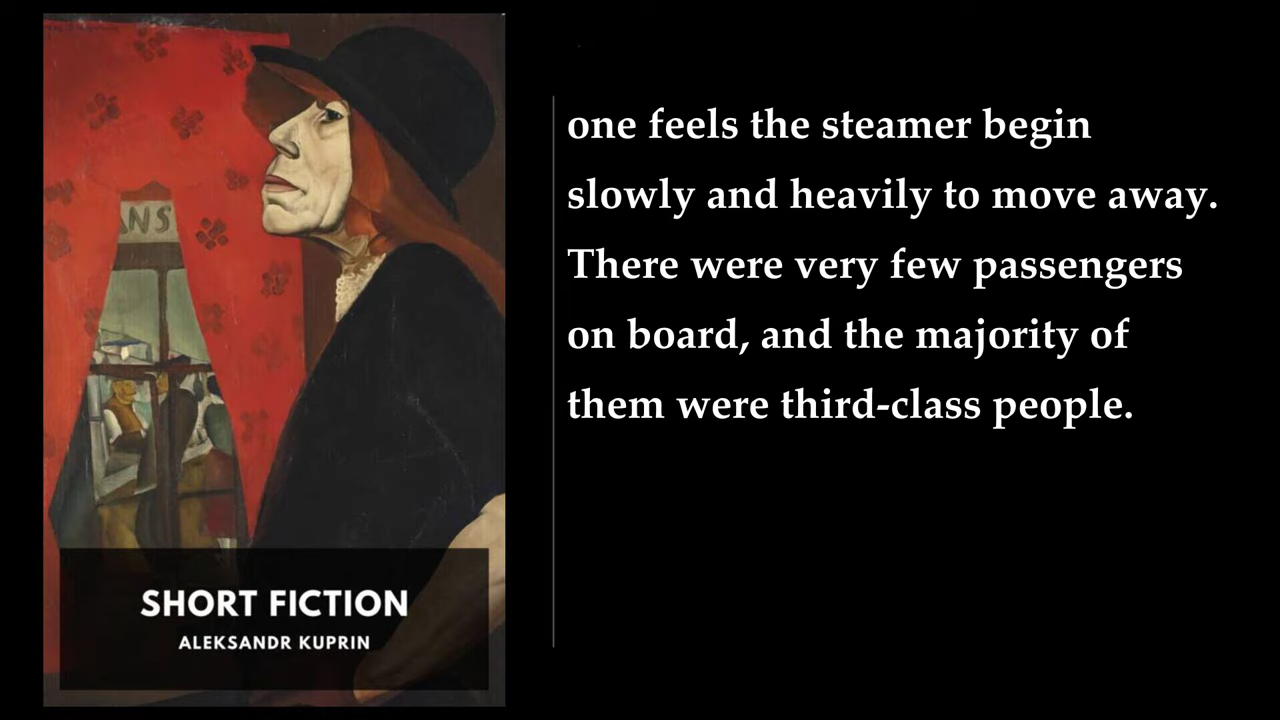 ANS
SHORT FICTION
ALEKSANDR KUPRIN
one feels the steamer begin
slowly and heavily to move away.
There were very few passengers
on board, and the majority of
them were third-class people.